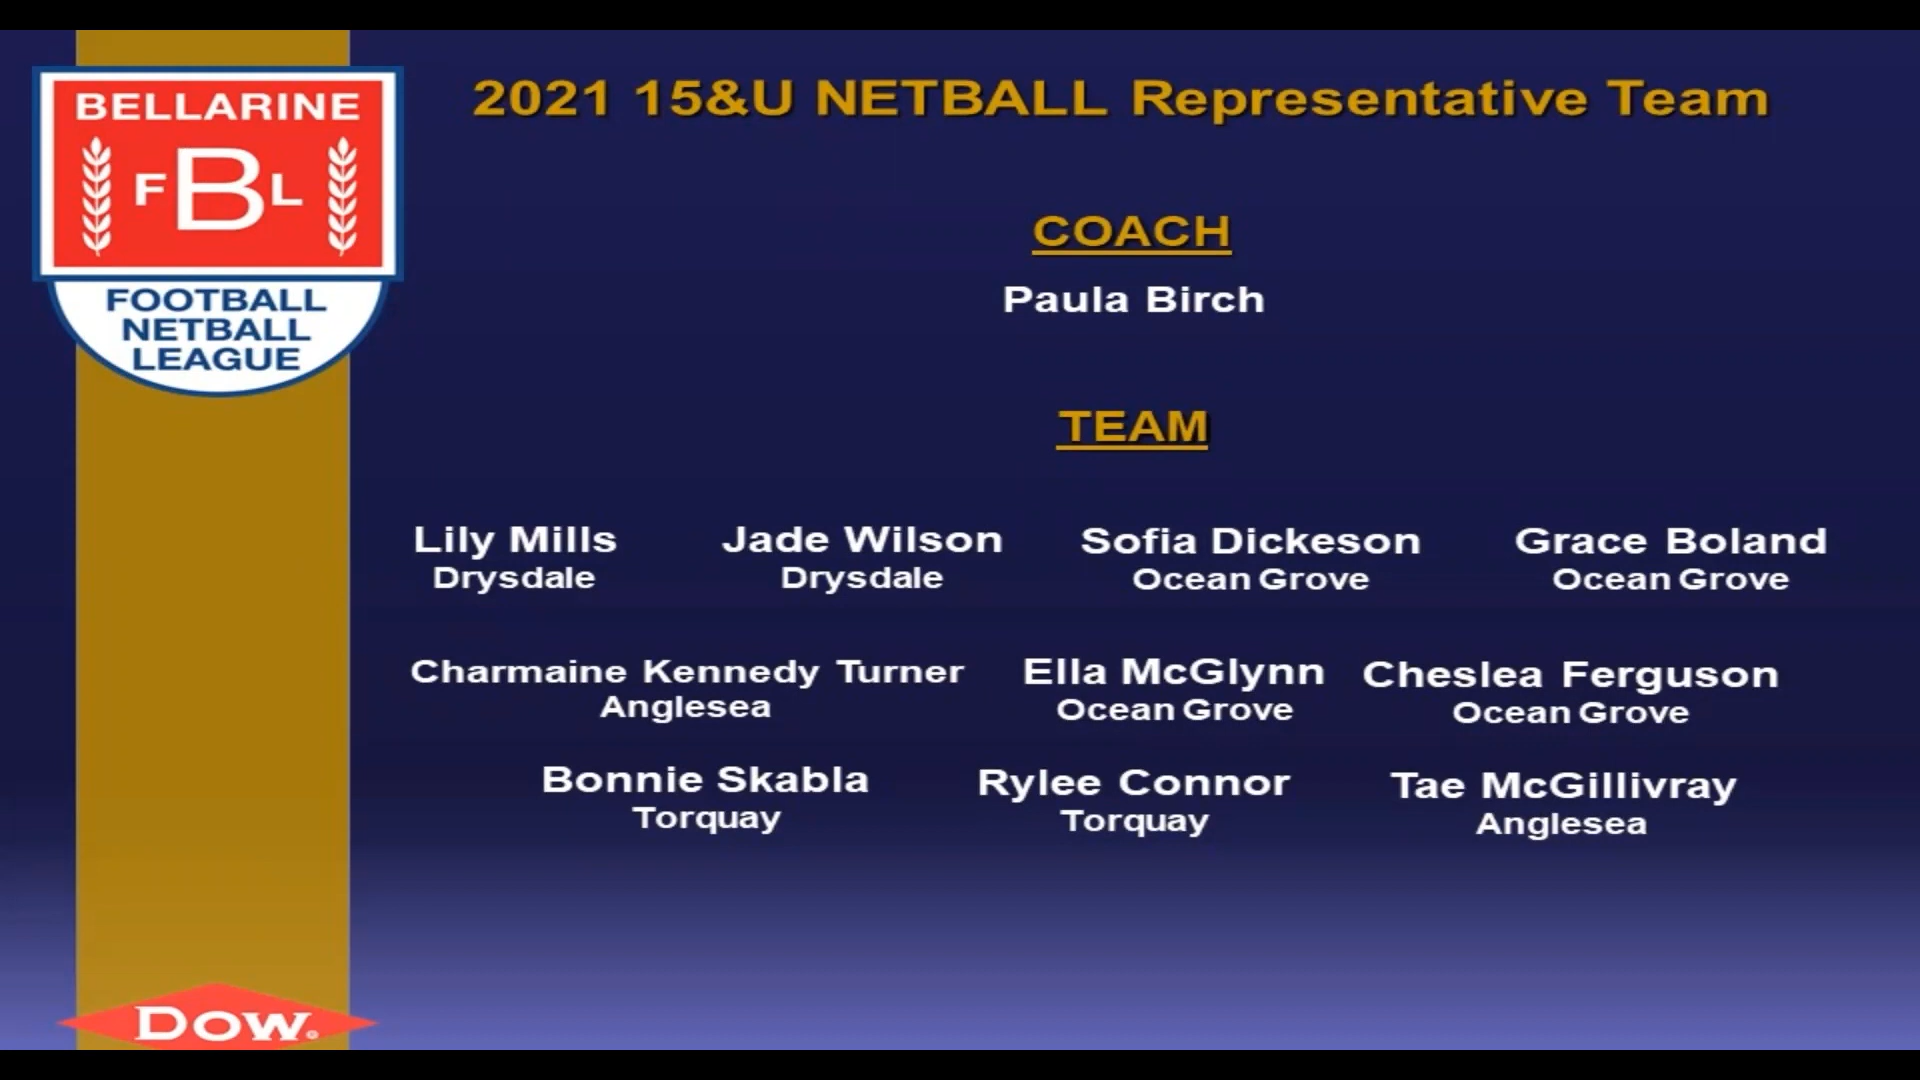 BELLARINE
FBL
FOOTBALL
NETBALL
LEAGUE
2021 15&U NETBALL Representative Team
COACH
Paula Birch
TEAM
Lily Mills Jade Wilson Sofia Dickeson Grace Boland
Drysdale Drysdale Ocean Grove Ocean Grove
Charmaine Kennedy Turner Ella McGlynn Cheslea Ferguson
Anglesea Ocean Grove Ocean Grove
Bonnie Skabla Rylee Connor Tae McGillivray
Torquay Torquay Anglesea
DOW®